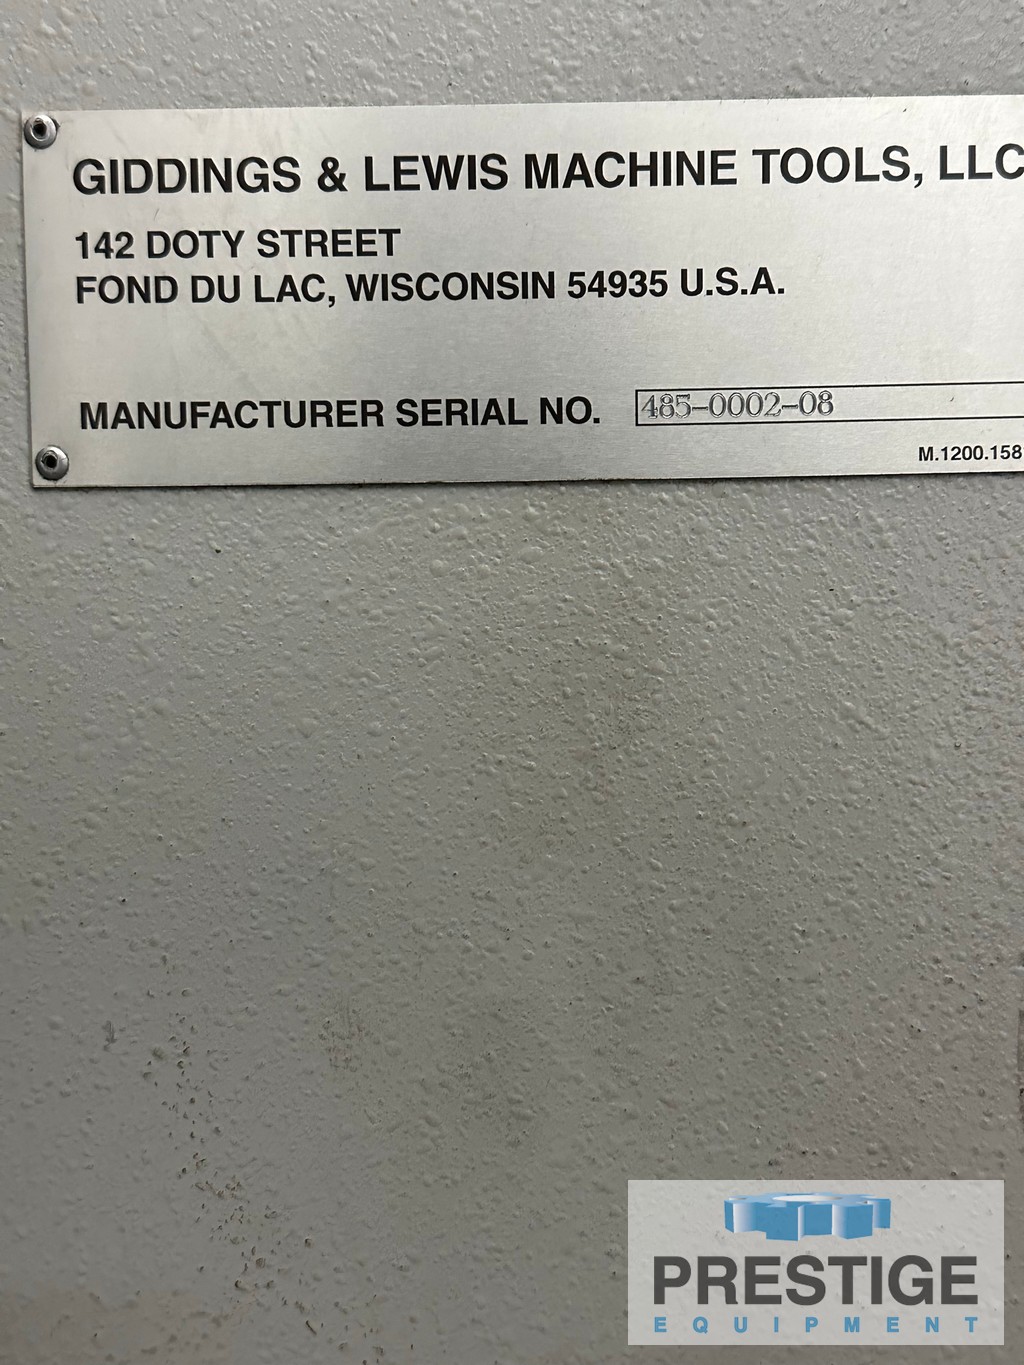 GIDDINGS & LEWIS MACHINE TOOLS, LLC
142 DOTY STREET
FOND DU LAC, WISCONSIN 54935 U.S.A.
MANUFACTURER SERIAL NO. 485-0002-08
M.1200.158
PRESTIGE
EQUIPMENT